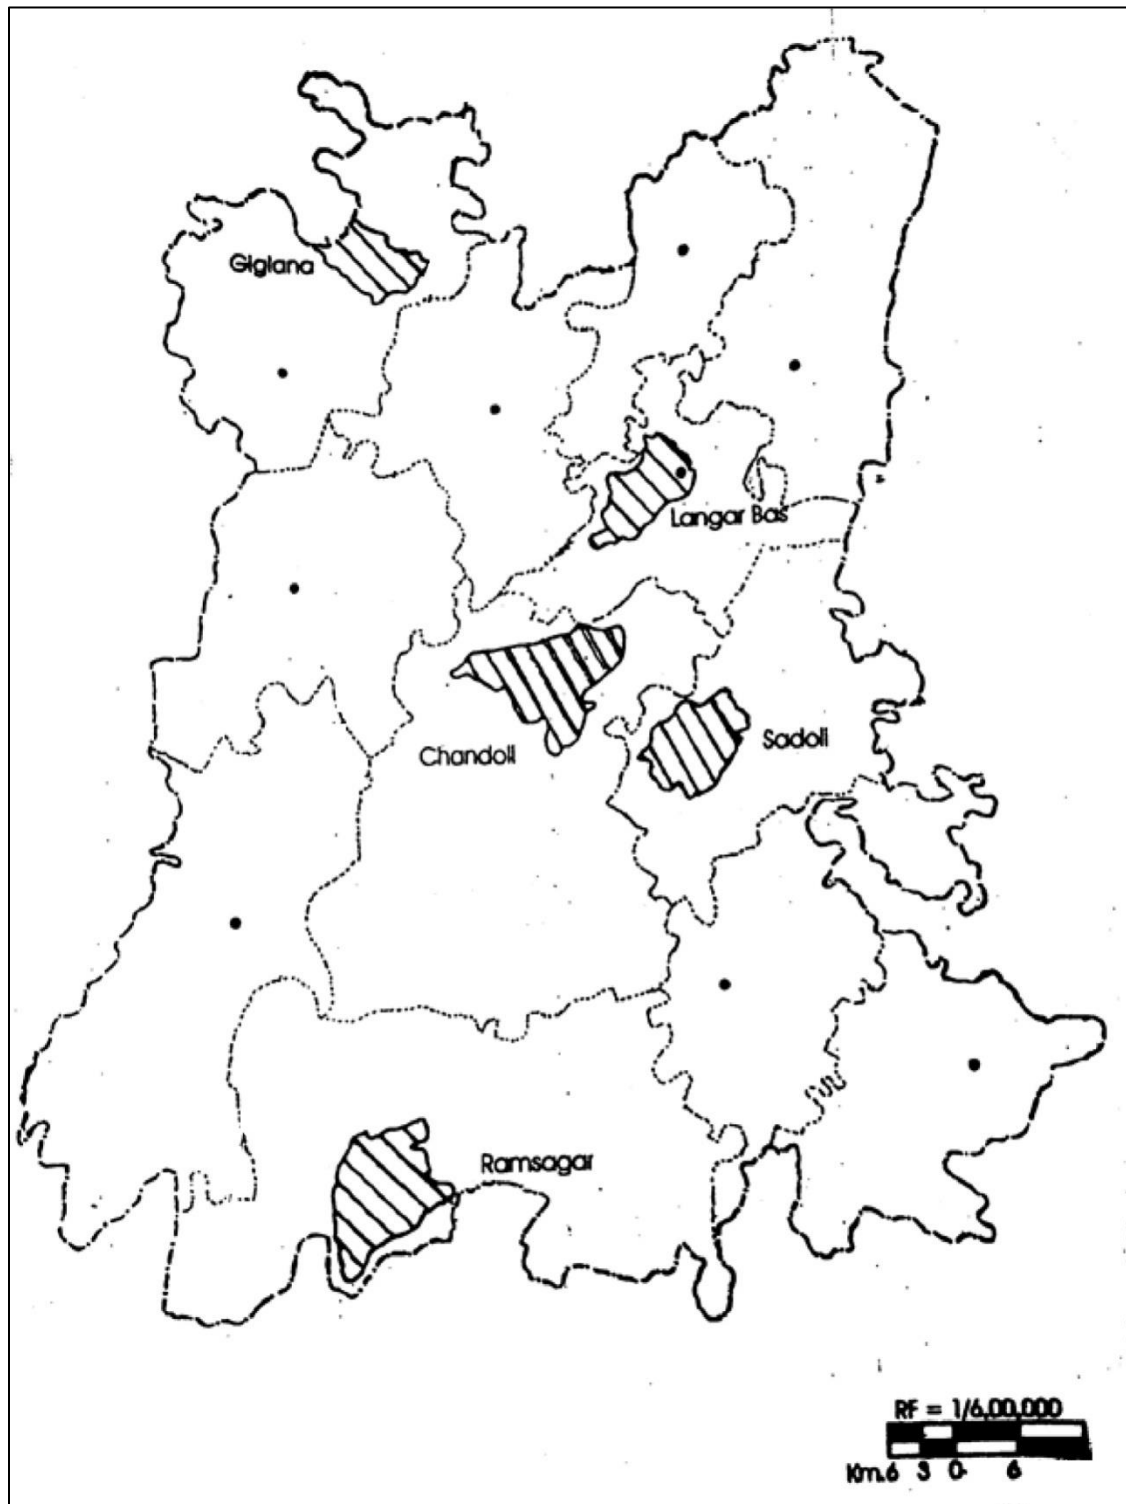 Giglana
Langar Bas
Chandoli
Sadoli
Ramsagar
RF = 1/6,00,000
Km.6 3 0 6